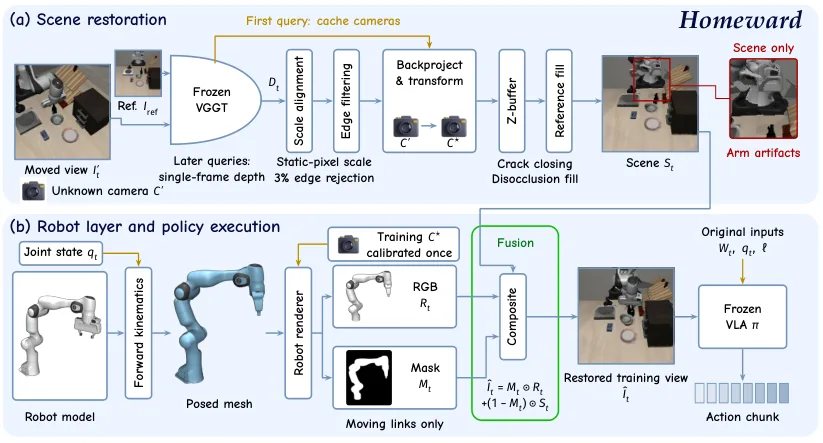 (a) Scene restoration
First query: cache cameras
Homeward
Scene only
Ref. I_ref
Frozen
VGGT
D_t
Scale alignment
Edge filtering
Backproject
& transform
C′
C*
Z-buffer
Reference fill
Moved view I′_t
Later queries:
single-frame depth
Static-pixel scale
3% edge rejection
Crack closing
Disocclusion fill
Scene S_t
Arm artifacts
Unknown camera C′
(b) Robot layer and policy execution
Joint state q_t
Forward kinematics
Robot model
Posed mesh
Training C*
calibrated once
Robot renderer
RGB
R_t
Mask
M_t
Moving links only
Fusion
Composite
Î_t = M_t ⊙ R_t
+(1 − M_t) ⊙ S_t
Restored training view
Î_t
Original inputs
W_t, q_t, ℓ
Frozen
VLA π
Action chunk